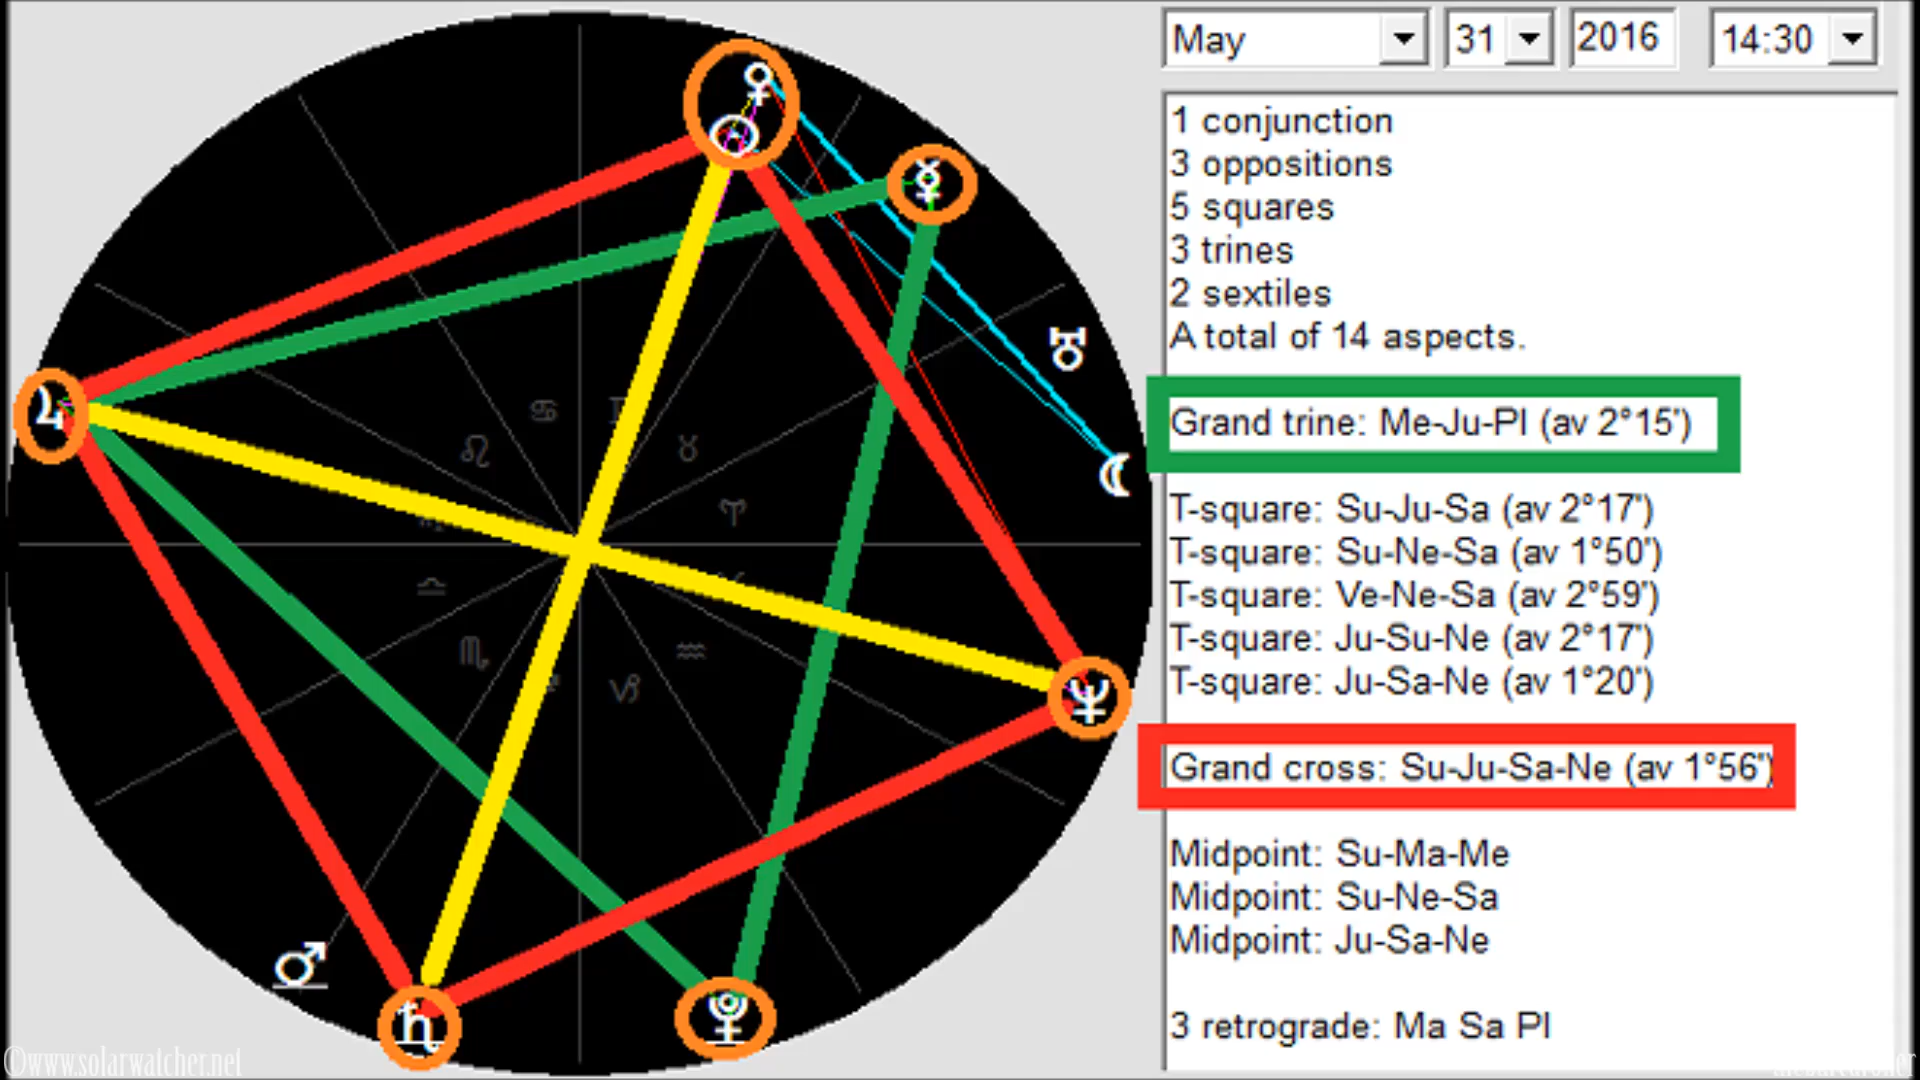 May 31 2016 14:30
1 conjunction
3 oppositions
5 squares
3 trines
2 sextiles
A total of 14 aspects.
Grand trine: Me-Ju-Pl (av 2°15')
T-square: Su-Ju-Sa (av 2°17')
T-square: Su-Ne-Sa (av 1°50')
T-square: Ve-Ne-Sa (av 2°59')
T-square: Ju-Su-Ne (av 2°17')
T-square: Ju-Sa-Ne (av 1°20')
Grand cross: Su-Ju-Sa-Ne (av 1°56')
Midpoint: Su-Ma-Me
Midpoint: Su-Ne-Sa
Midpoint: Ju-Sa-Ne
3 retrograde: Ma Sa Pl
©www.solarwatcher.net